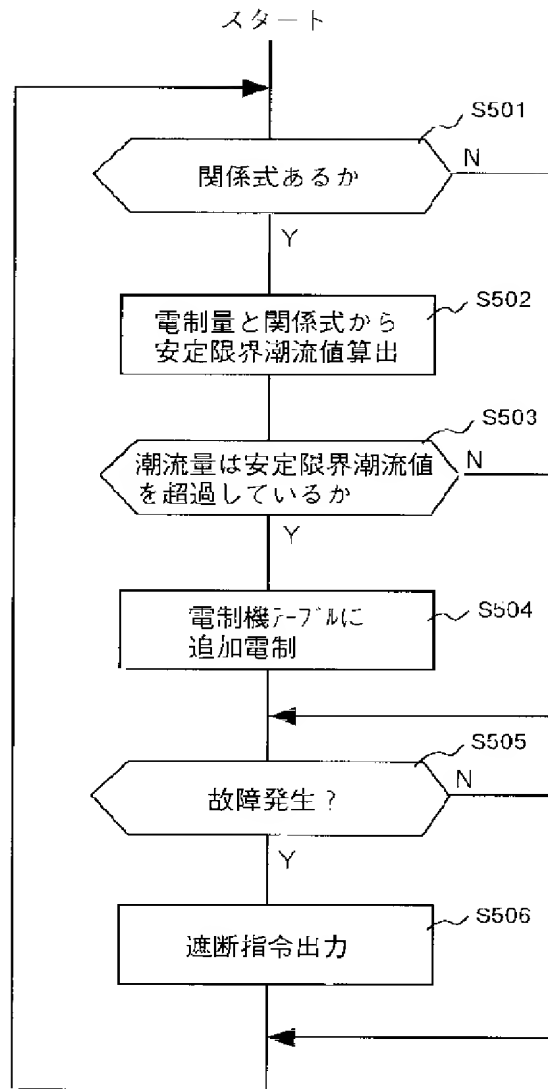 スタート
S501
関係式あるか
N
Y
S502
電制量と関係式から
安定限界潮流値算出
S503
潮流量は安定限界潮流値
を超過しているか
N
Y
S504
電制機ﾃｰﾌﾞﾙに
追加電制
S505
故障発生？
N
Y
S506
遮断指令出力